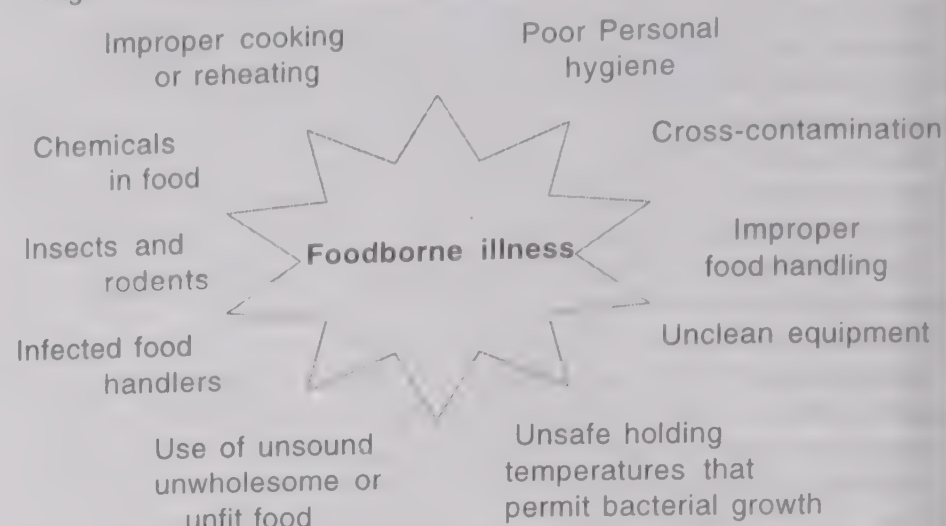 Improper cooking
or reheating
Poor Personal
hygiene
Chemicals
in food
Cross-contamination
Insects and
rodents
Foodborne illness
Improper
food handling
Infected food
handlers
Unclean equipment
Use of unsound
unwholesome or
unfit food
Unsafe holding
temperatures that
permit bacterial growth